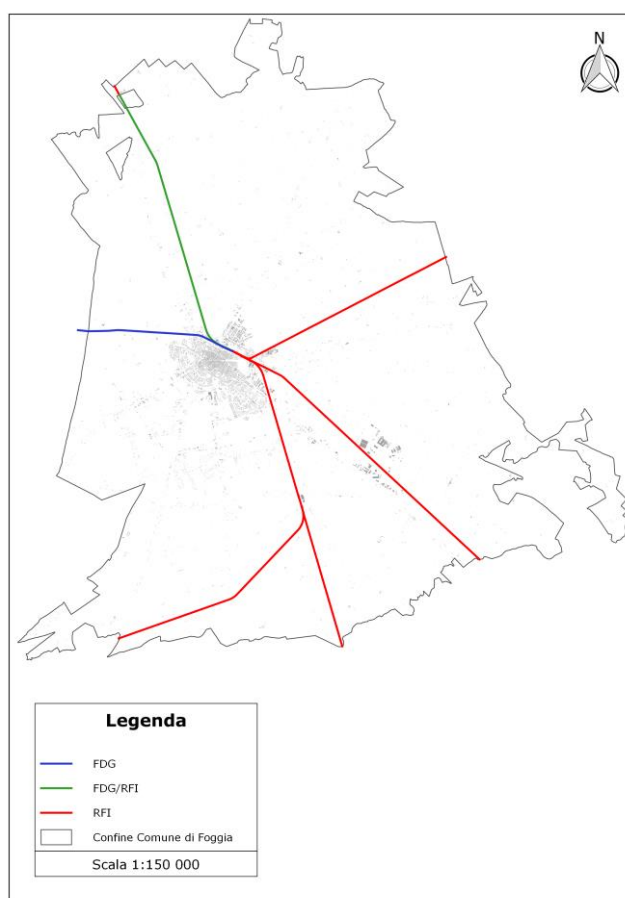 N
Legenda
FDG
FDG/RFI
RFI
Confine Comune di Foggia
Scala 1:150 000